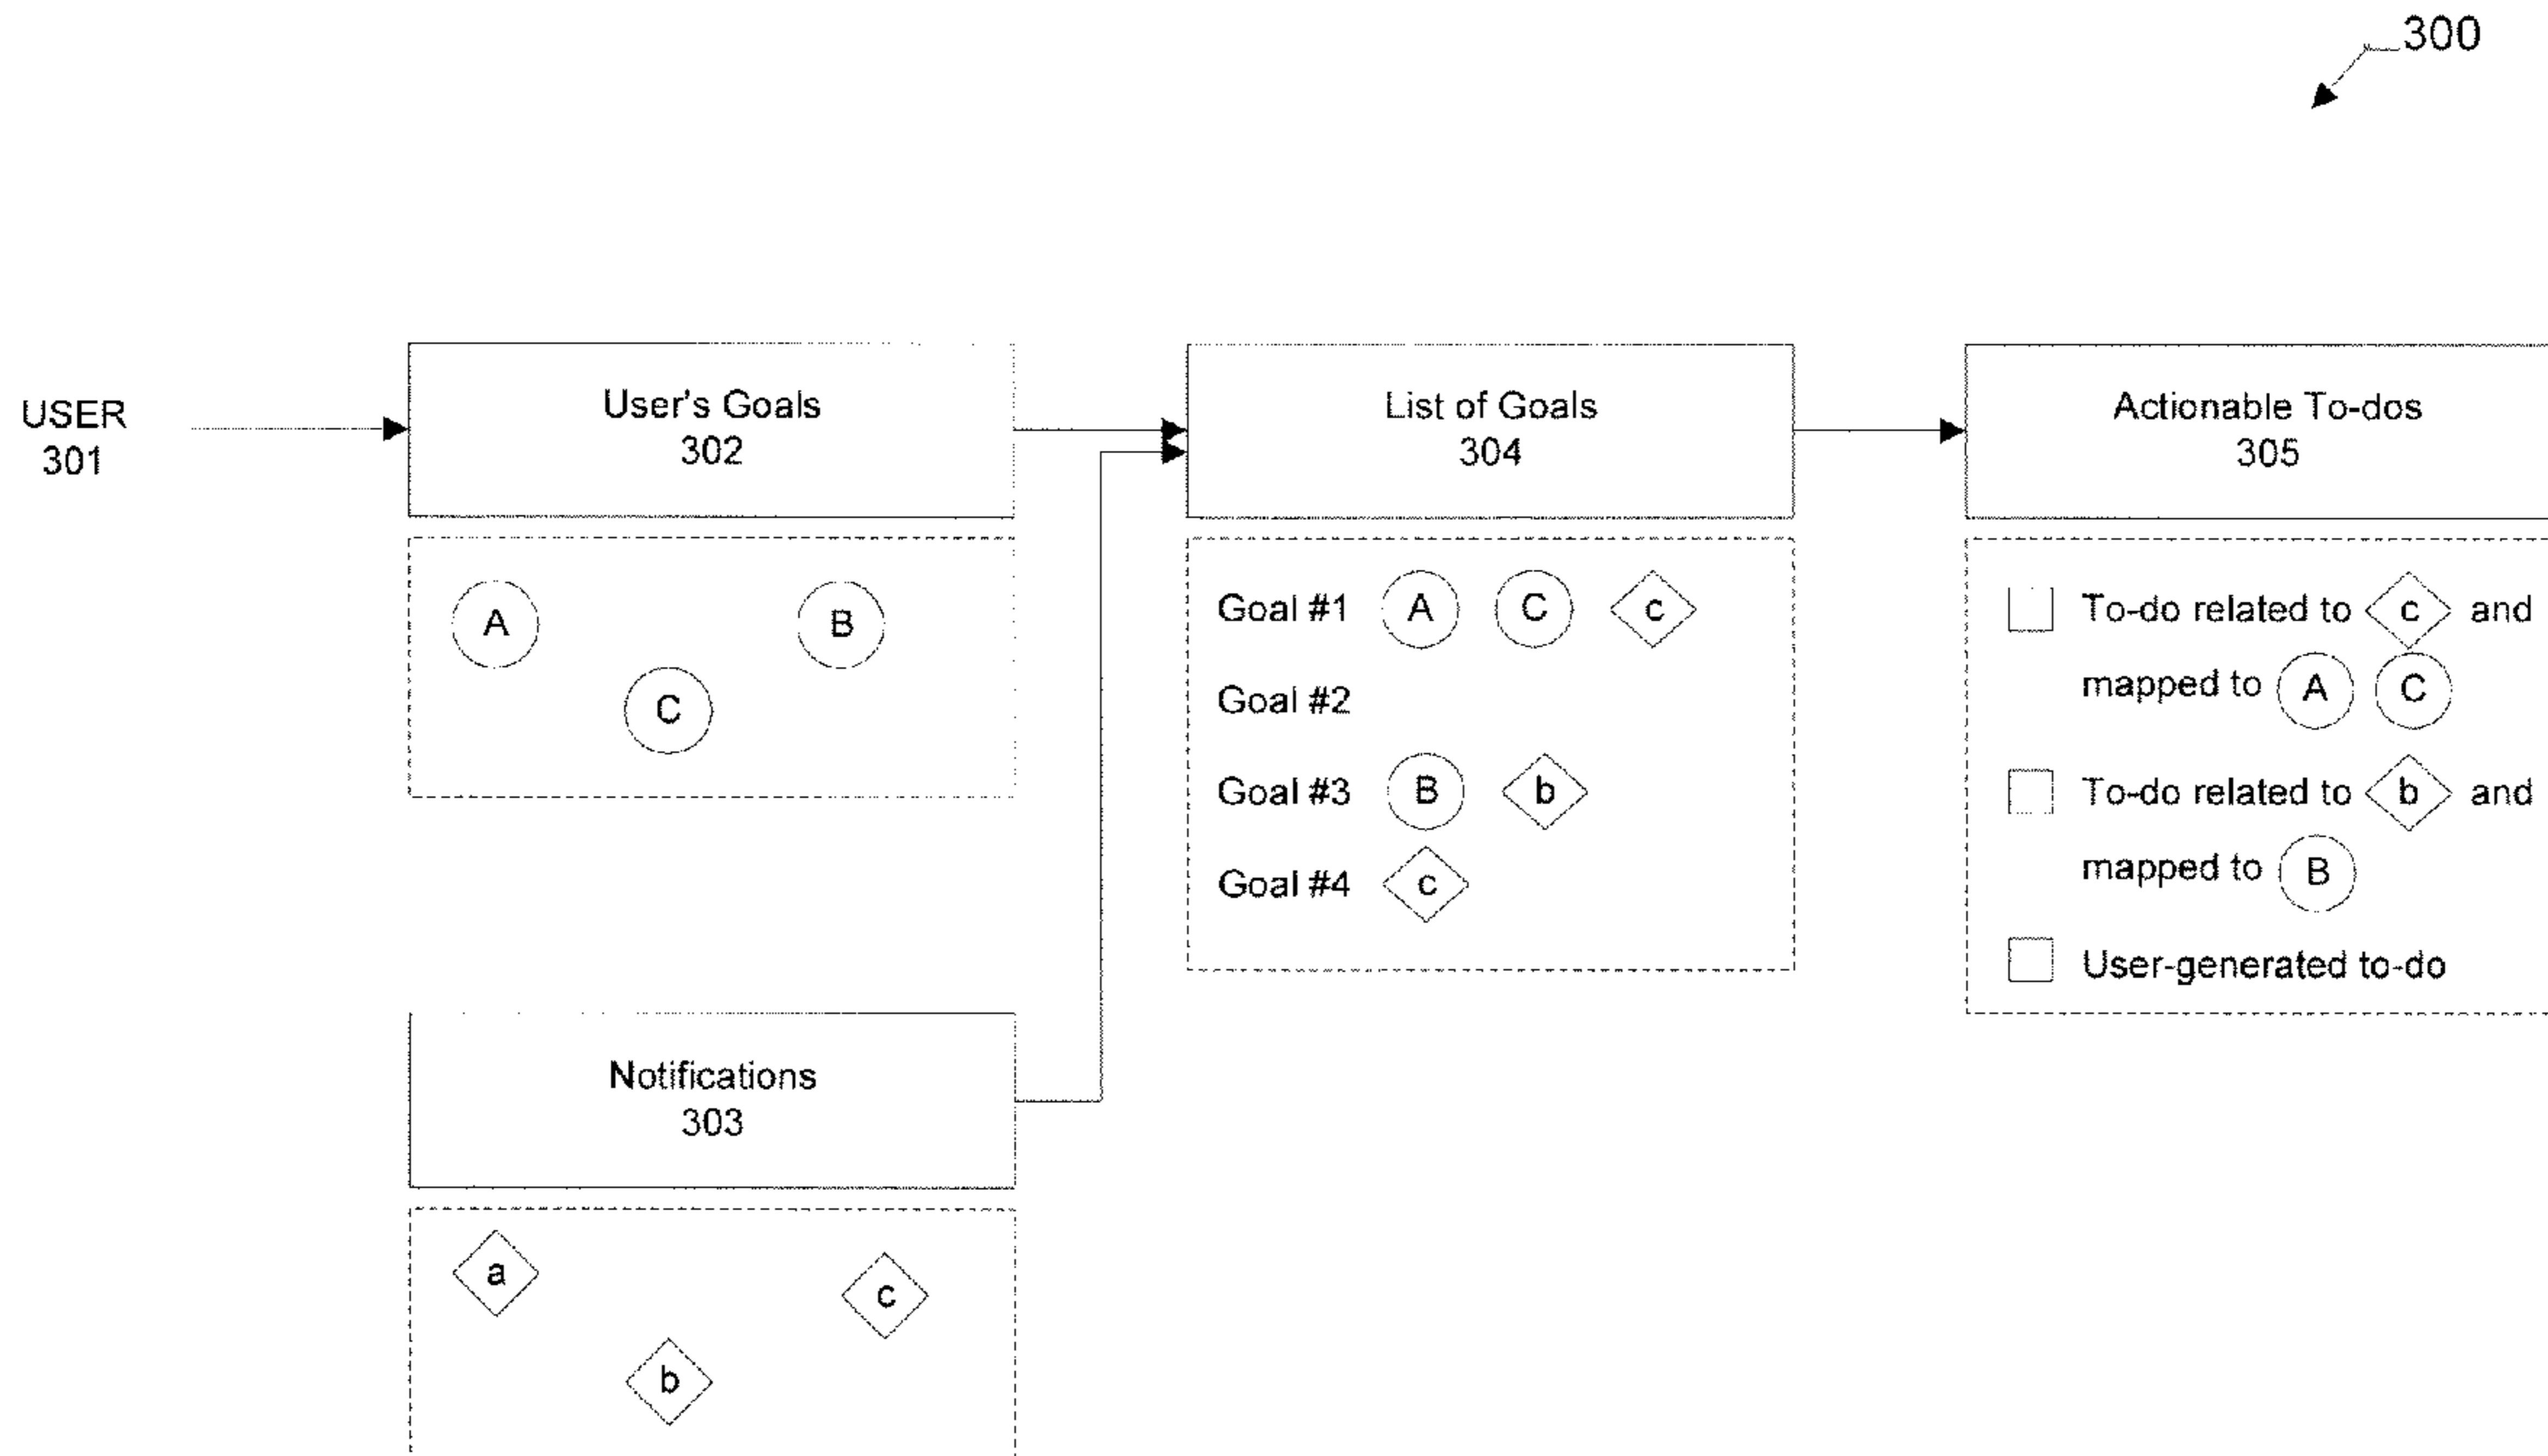 300
USER
301
User's Goals
302
A
B
C
Notifications
303
a
c
b
List of Goals
304
Goal #1 A C c
Goal #2
Goal #3 B b
Goal #4 c
Actionable To-dos
305
To-do related to c and
mapped to A C
To-do related to b and
mapped to B
User-generated to-do